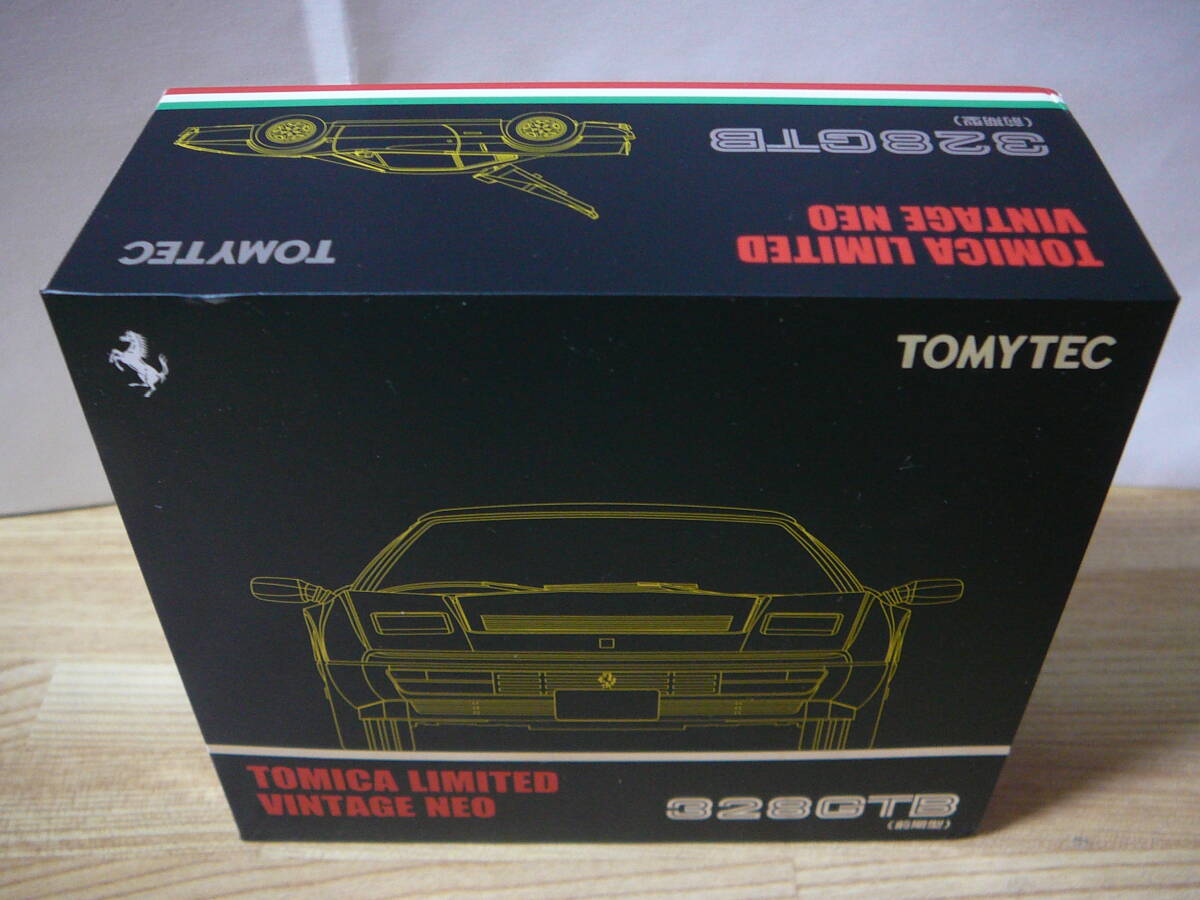 328GTB
(前期型)
TOMICA LIMITED
VINTAGE NEO
TOMYTEC
TOMYTEC
TOMICA LIMITED
VINTAGE NEO
328GTB
(前期型)